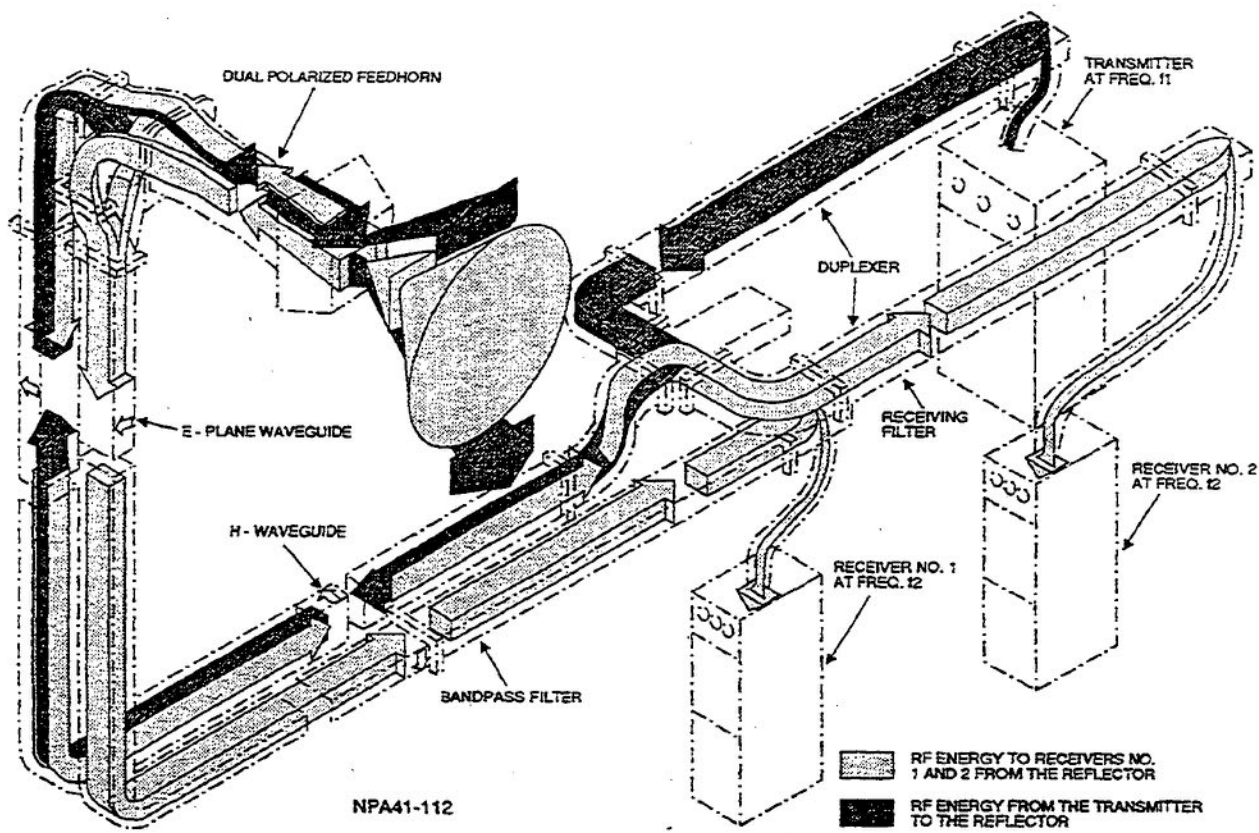 DUAL POLARIZED FEEDHORN
TRANSMITTER
AT FREQ. f1
DUPLEXER
E - PLANE WAVEGUIDE
RECEIVING
FILTER
RECEIVER NO. 2
AT FREQ. f2
H - WAVEGUIDE
RECEIVER NO. 1
AT FREQ. f2
BANDPASS FILTER
RF ENERGY TO RECEIVERS NO.
1 AND 2 FROM THE REFLECTOR
NPA41-112
RF ENERGY FROM THE TRANSMITTER
TO THE REFLECTOR